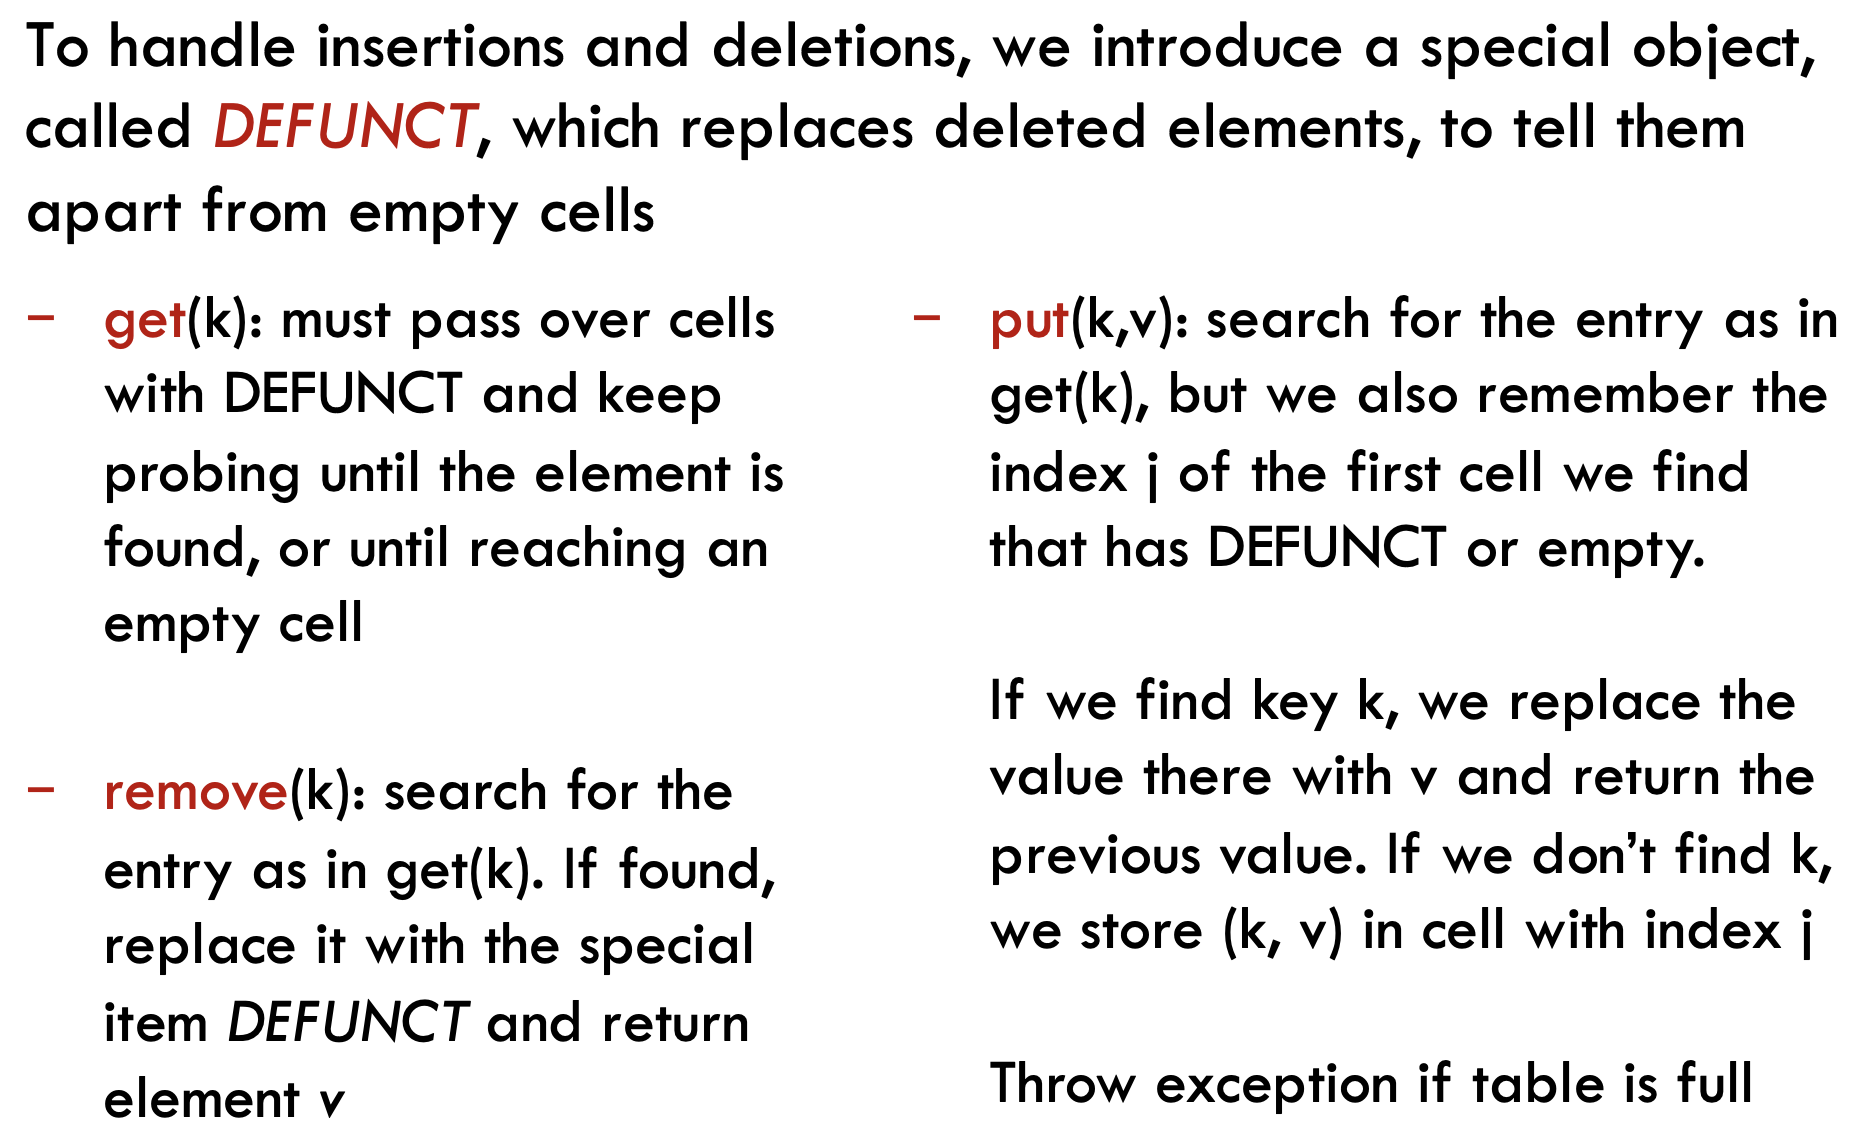 To handle insertions and deletions, we introduce a special object,
called DEFUNCT, which replaces deleted elements, to tell them
apart from empty cells
– get(k): must pass over cells
with DEFUNCT and keep
probing until the element is
found, or until reaching an
empty cell
– remove(k): search for the
entry as in get(k). If found,
replace it with the special
item DEFUNCT and return
element v
– put(k,v): search for the entry as in
get(k), but we also remember the
index j of the first cell we find
that has DEFUNCT or empty.
If we find key k, we replace the
value there with v and return the
previous value. If we don’t find k,
we store (k, v) in cell with index j
Throw exception if table is full